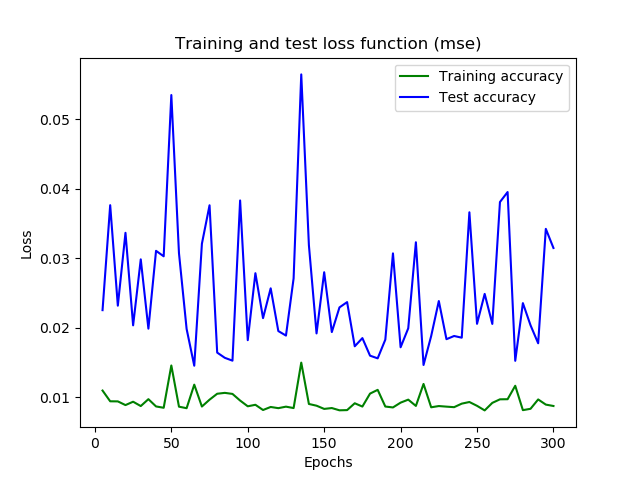 Training and test loss function (mse)
Training accuracy
Test accuracy
0.05
0.04
0.03
0.02
0.01
Loss
0
50
100
150
200
250
300
Epochs